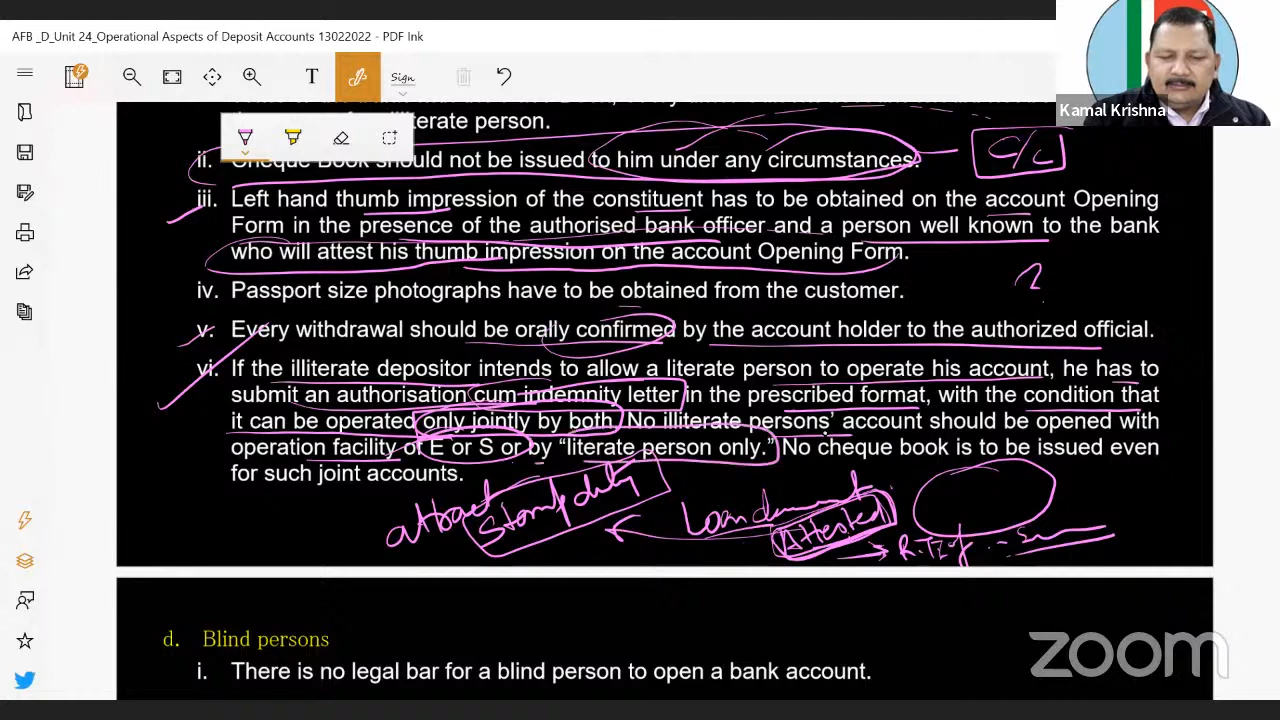 AFB _D_Unit 24_Operational Aspects of Deposit Accounts 13022022 - PDF Ink
Kamal Krishna
T
Sign
iterate person.
C/C
ii. Cheque Book should not be issued to him under any circumstances.
iii. Left hand thumb impression of the constituent has to be obtained on the account Opening
Form in the presence of the authorised bank officer and a person well known to the bank
who will attest his thumb impression on the account Opening Form.
iv. Passport size photographs have to be obtained from the customer.
?
v. Every withdrawal should be orally confirmed by the account holder to the authorized official.
vi. If the illiterate depositor intends to allow a literate person to operate his account, he has to
submit an authorisation cum indemnity letter in the prescribed format, with the condition that
it can be operated only jointly by both. No illiterate persons’ account should be opened with
operation facility of E or S or by “literate person only.” No cheque book is to be issued even
for such joint accounts.
attract Stamp duty
Loan document
Attested
d. Blind persons
i. There is no legal bar for a blind person to open a bank account.
zoom